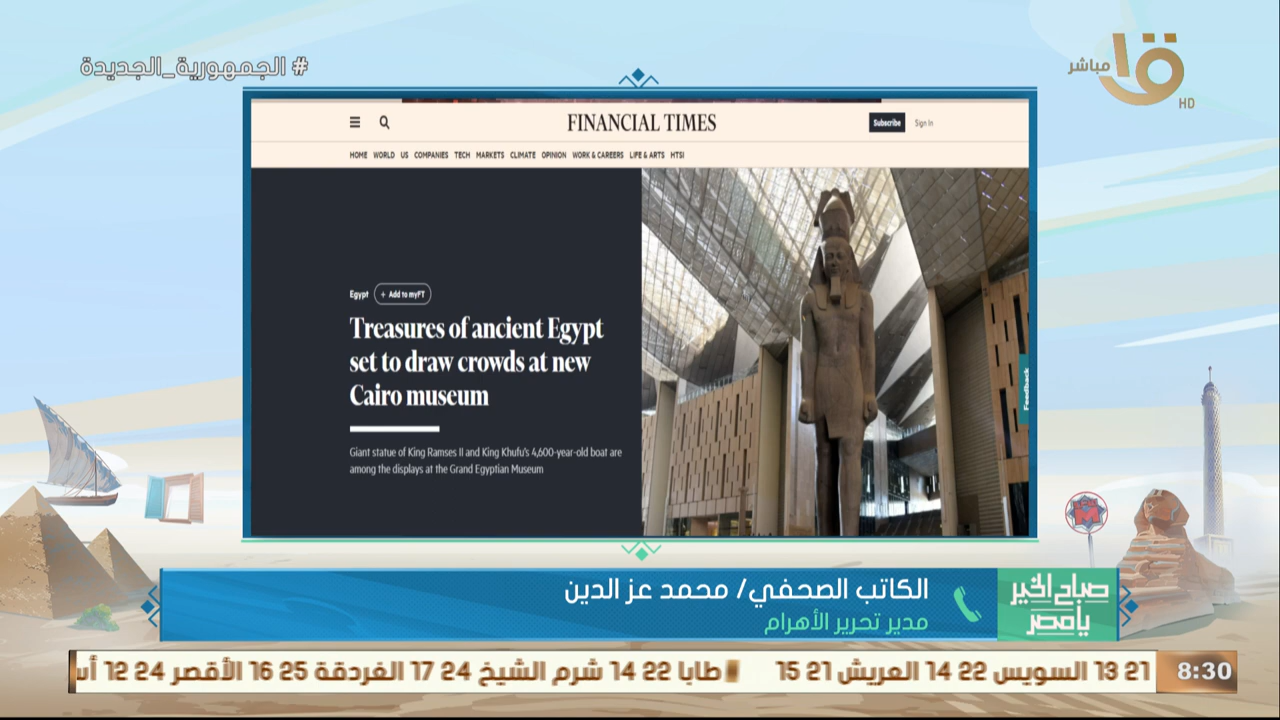 # الجمهورية_الجديدة
مباشر
HD
FINANCIAL TIMES
Subscribe
Sign In
HOME WORLD US COMPANIES TECH MARKETS CLIMATE OPINION WORK & CAREERS LIFE & ARTS HTSI
Egypt
+ Add to myFT
Treasures of ancient Egypt
set to draw crowds at new
Cairo museum
Giant statue of King Ramses II and King Khufu's 4,600-year-old boat are
among the displays at the Grand Egyptian Museum
Feedback
M
صباح الخير
يا مصر
الكاتب الصحفي/ محمد عز الدين
مدير تحرير الأهرام
8:30
21 13 السويس 22 14 العريش 21 15 طابا 22 14 شرم الشيخ 24 17 الغردقة 25 16 الأقصر 24 12